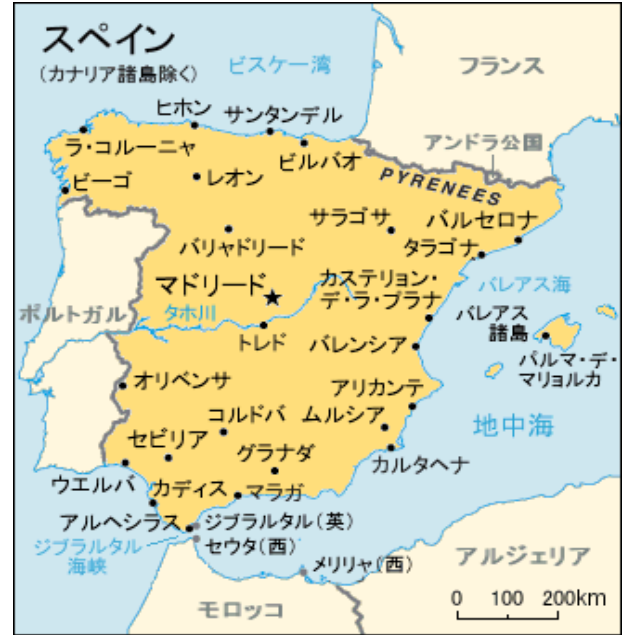 スペイン
(カナリア諸島除く)
ビスケー湾
フランス
ヒホン
サンタンデル
ラ・コルーニャ
ビルバオ
アンドラ公国
ビーゴ
レオン
PYRENEES
サラゴサ
バルセロナ
バリャドリード
タラゴナ
マドリード
カステリョン・
デ・ラ・プラナ
バレアス海
ポルトガル
タホ川
バレアス
諸島
トレド
バレンシア
パルマ・デ・
マリョルカ
オリベンサ
アリカンテ
コルドバ
ムルシア
地中海
セビリア
グラナダ
カルタヘナ
ウエルバ
カディス
マラガ
アルヘシラス
ジブラルタル(英)
ジブラルタル
海峡
セウタ(西)
メリリャ(西)
アルジェリア
モロッコ
0 100 200km